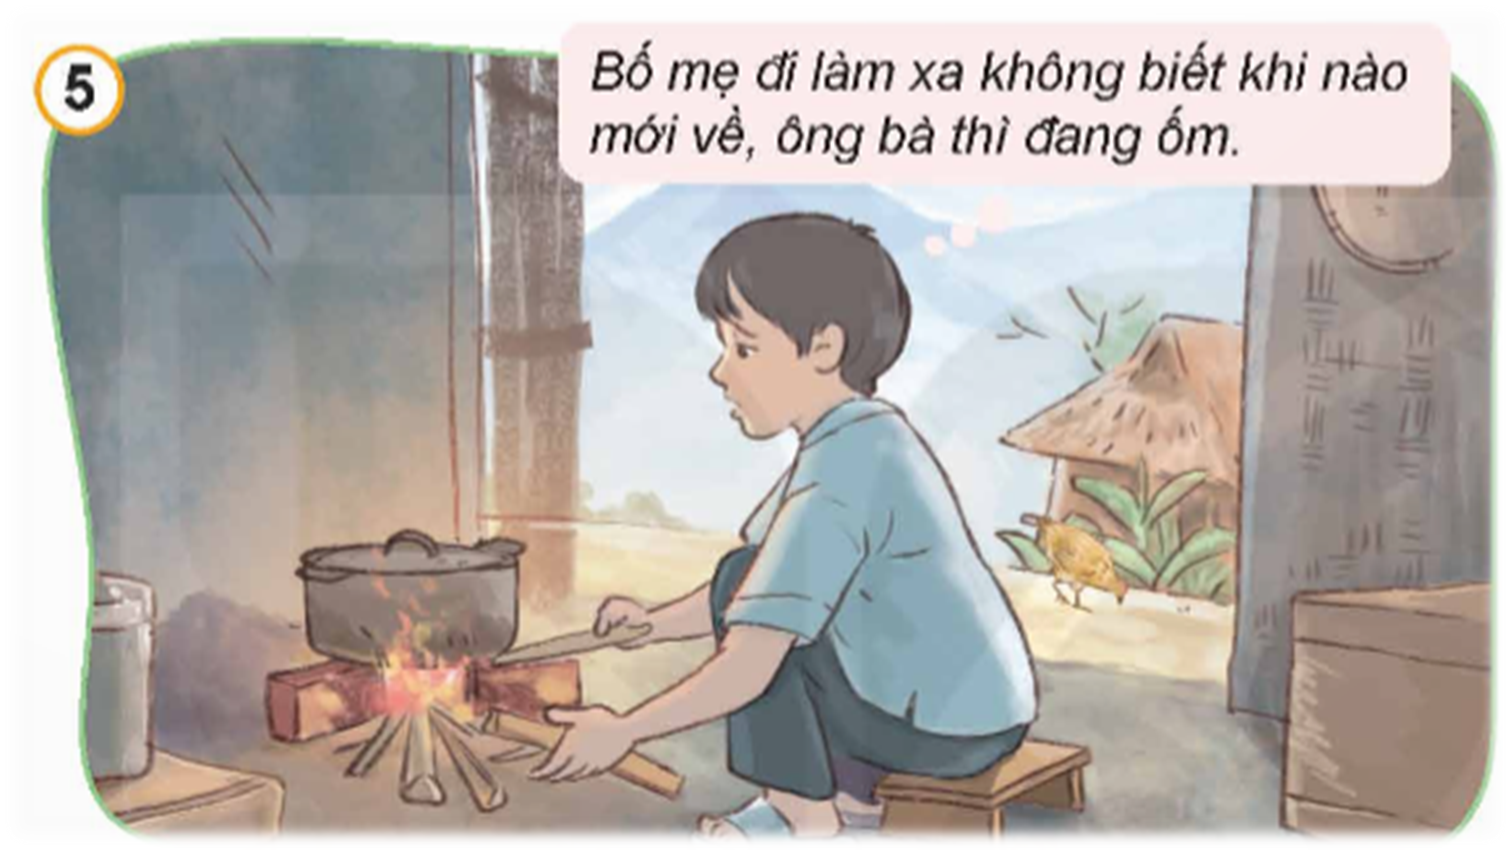 5
Bố mẹ đi làm xa không biết khi nào
mới về, ông bà thì đang ốm.